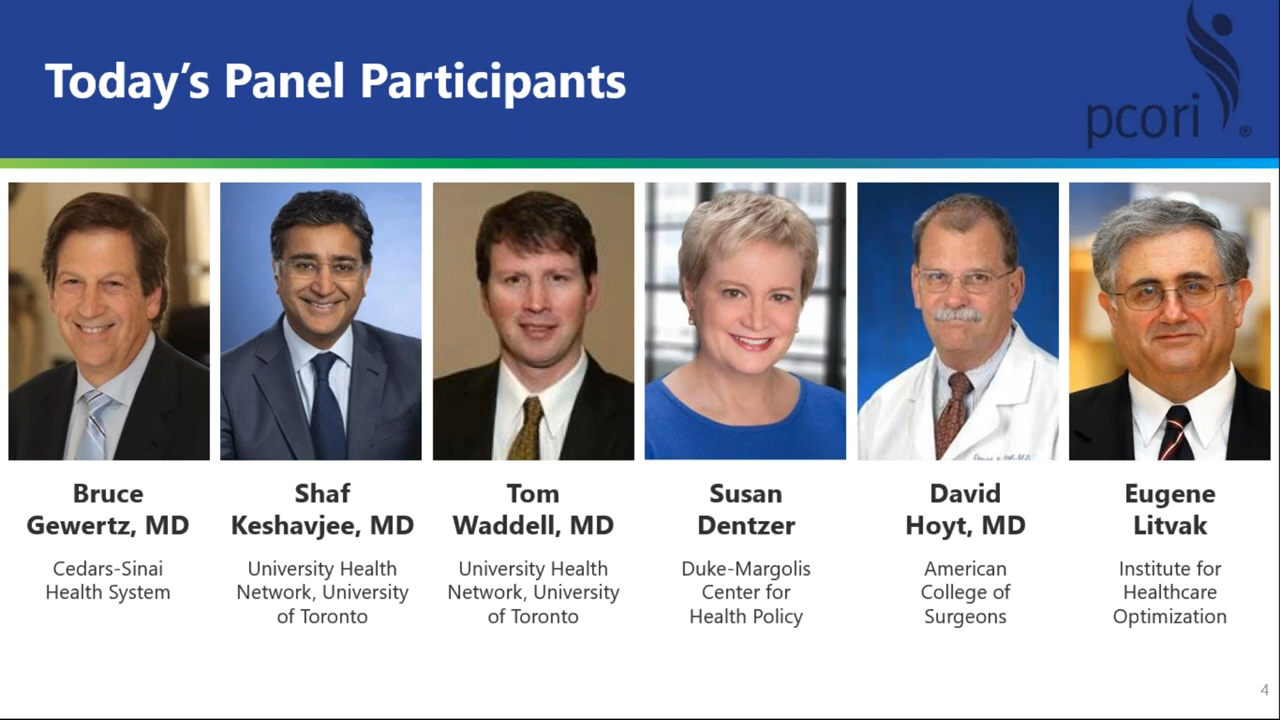 Today's Panel Participants
pcori
®
Bruce
Gewertz, MD
Cedars-Sinai
Health System
Shaf
Keshavjee, MD
University Health
Network, University
of Toronto
Tom
Waddell, MD
University Health
Network, University
of Toronto
Susan
Dentzer
Duke-Margolis
Center for
Health Policy
David
Hoyt, MD
American
College of
Surgeons
Eugene
Litvak
Institute for
Healthcare
Optimization
4